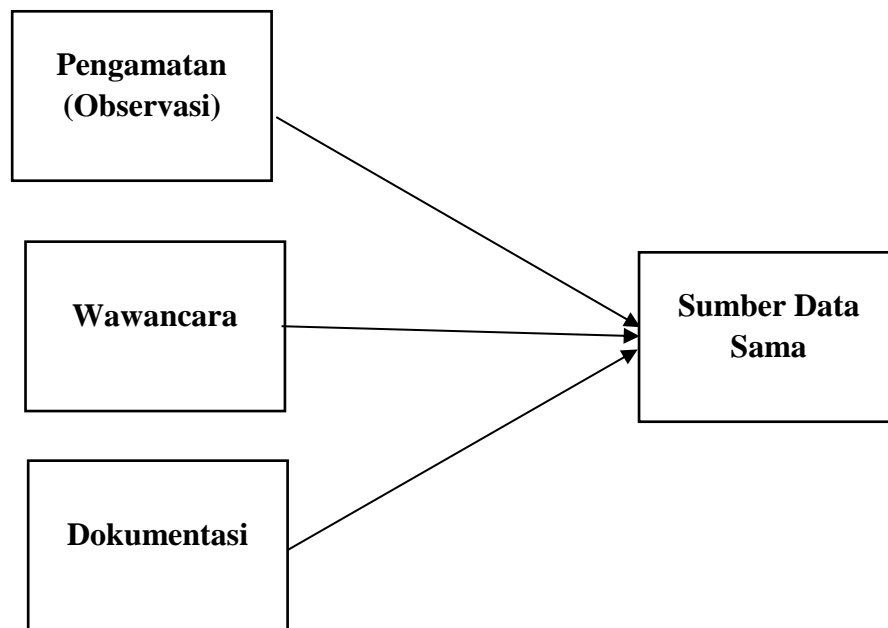 Pengamatan
(Observasi)
Wawancara
Sumber Data
Sama
Dokumentasi